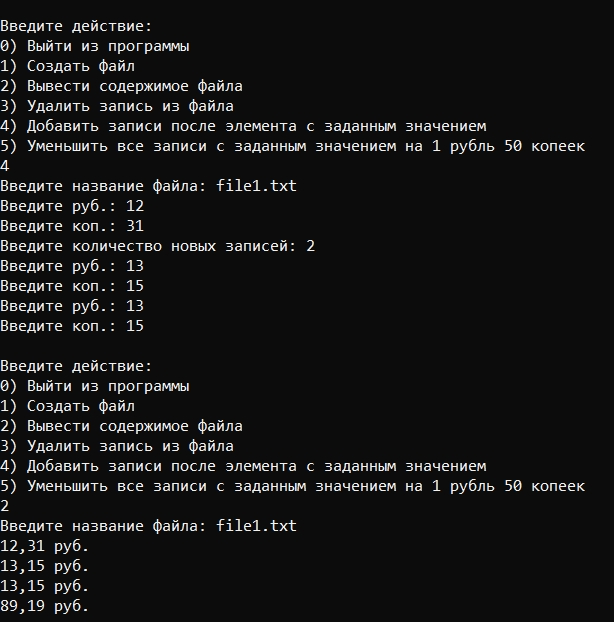 Введите действие:
0) Выйти из программы
1) Создать файл
2) Вывести содержимое файла
3) Удалить запись из файла
4) Добавить записи после элемента с заданным значением
5) Уменьшить все записи с заданным значением на 1 рубль 50 копеек
4
Введите название файла: file1.txt
Введите руб.: 12
Введите коп.: 31
Введите количество новых записей: 2
Введите руб.: 13
Введите коп.: 15
Введите руб.: 13
Введите коп.: 15
Введите действие:
0) Выйти из программы
1) Создать файл
2) Вывести содержимое файла
3) Удалить запись из файла
4) Добавить записи после элемента с заданным значением
5) Уменьшить все записи с заданным значением на 1 рубль 50 копеек
2
Введите название файла: file1.txt
12,31 руб.
13,15 руб.
13,15 руб.
89,19 руб.